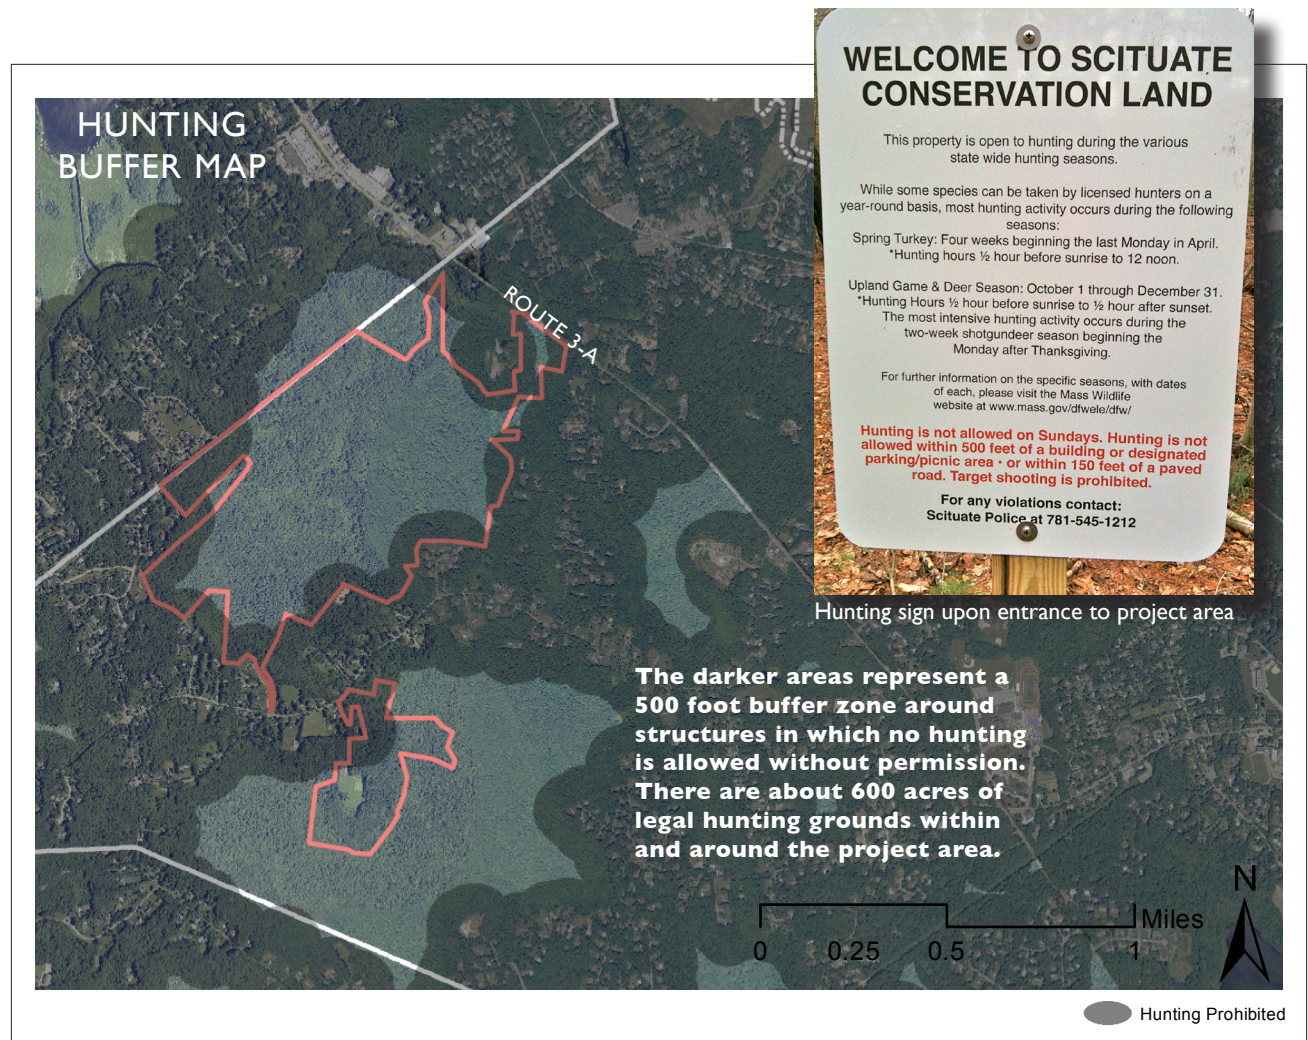 HUNTING
BUFFER MAP
ROUTE 3-A
WELCOME TO SCITUATE
CONSERVATION LAND
This property is open to hunting during the various
state wide hunting seasons.
While some species can be taken by licensed hunters on a
year-round basis, most hunting activity occurs during the following
seasons:
Spring Turkey: Four weeks beginning the last Monday in April.
*Hunting hours ½ hour before sunrise to 12 noon.
Upland Game & Deer Season: October 1 through December 31.
*Hunting Hours ½ hour before sunrise to ½ hour after sunset.
The most intensive hunting activity occurs during the
two-week shotgundeer season beginning the
Monday after Thanksgiving.
For further information on the specific seasons, with dates
of each, please visit the Mass Wildlife
website at www.mass.gov/dfwele/dfw/
Hunting is not allowed on Sundays. Hunting is not
allowed within 500 feet of a building or designated
parking/picnic area • or within 150 feet of a paved
road. Target shooting is prohibited.
For any violations contact:
Scituate Police at 781-545-1212
Hunting sign upon entrance to project area
The darker areas represent a
500 foot buffer zone around
structures in which no hunting
is allowed without permission.
There are about 600 acres of
legal hunting grounds within
and around the project area.
N
Miles
0 0.25 0.5 1
Hunting Prohibited